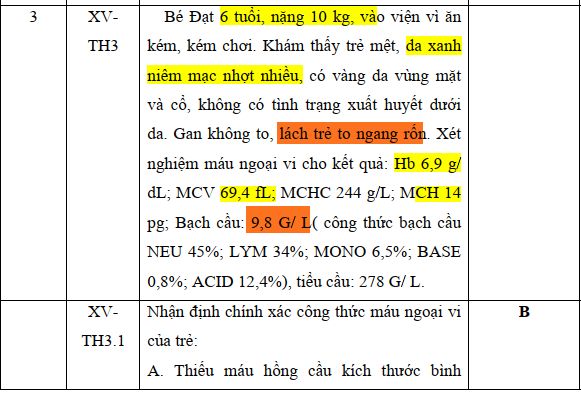 3 XV- Bé Đạt 6 tuổi, nặng 10 kg, vào viện vì ăn
TH3 kém, kém chơi. Khám thấy trẻ mệt, da xanh
niêm mạc nhợt nhiều, có vàng da vùng mặt
và cổ, không có tình trạng xuất huyết dưới
da. Gan không to, lách trẻ to ngang rốn. Xét
nghiệm máu ngoại vi cho kết quả: Hb 6,9 g/
dL; MCV 69,4 fL; MCHC 244 g/L; MCH 14
pg; Bạch cầu: 9,8 G/ L( công thức bạch cầu
NEU 45%; LYM 34%; MONO 6,5%; BASE
0,8%; ACID 12,4%), tiểu cầu: 278 G/ L.
XV- Nhận định chính xác công thức máu ngoại vi B
TH3.1 của trẻ:
A. Thiếu máu hồng cầu kích thước bình